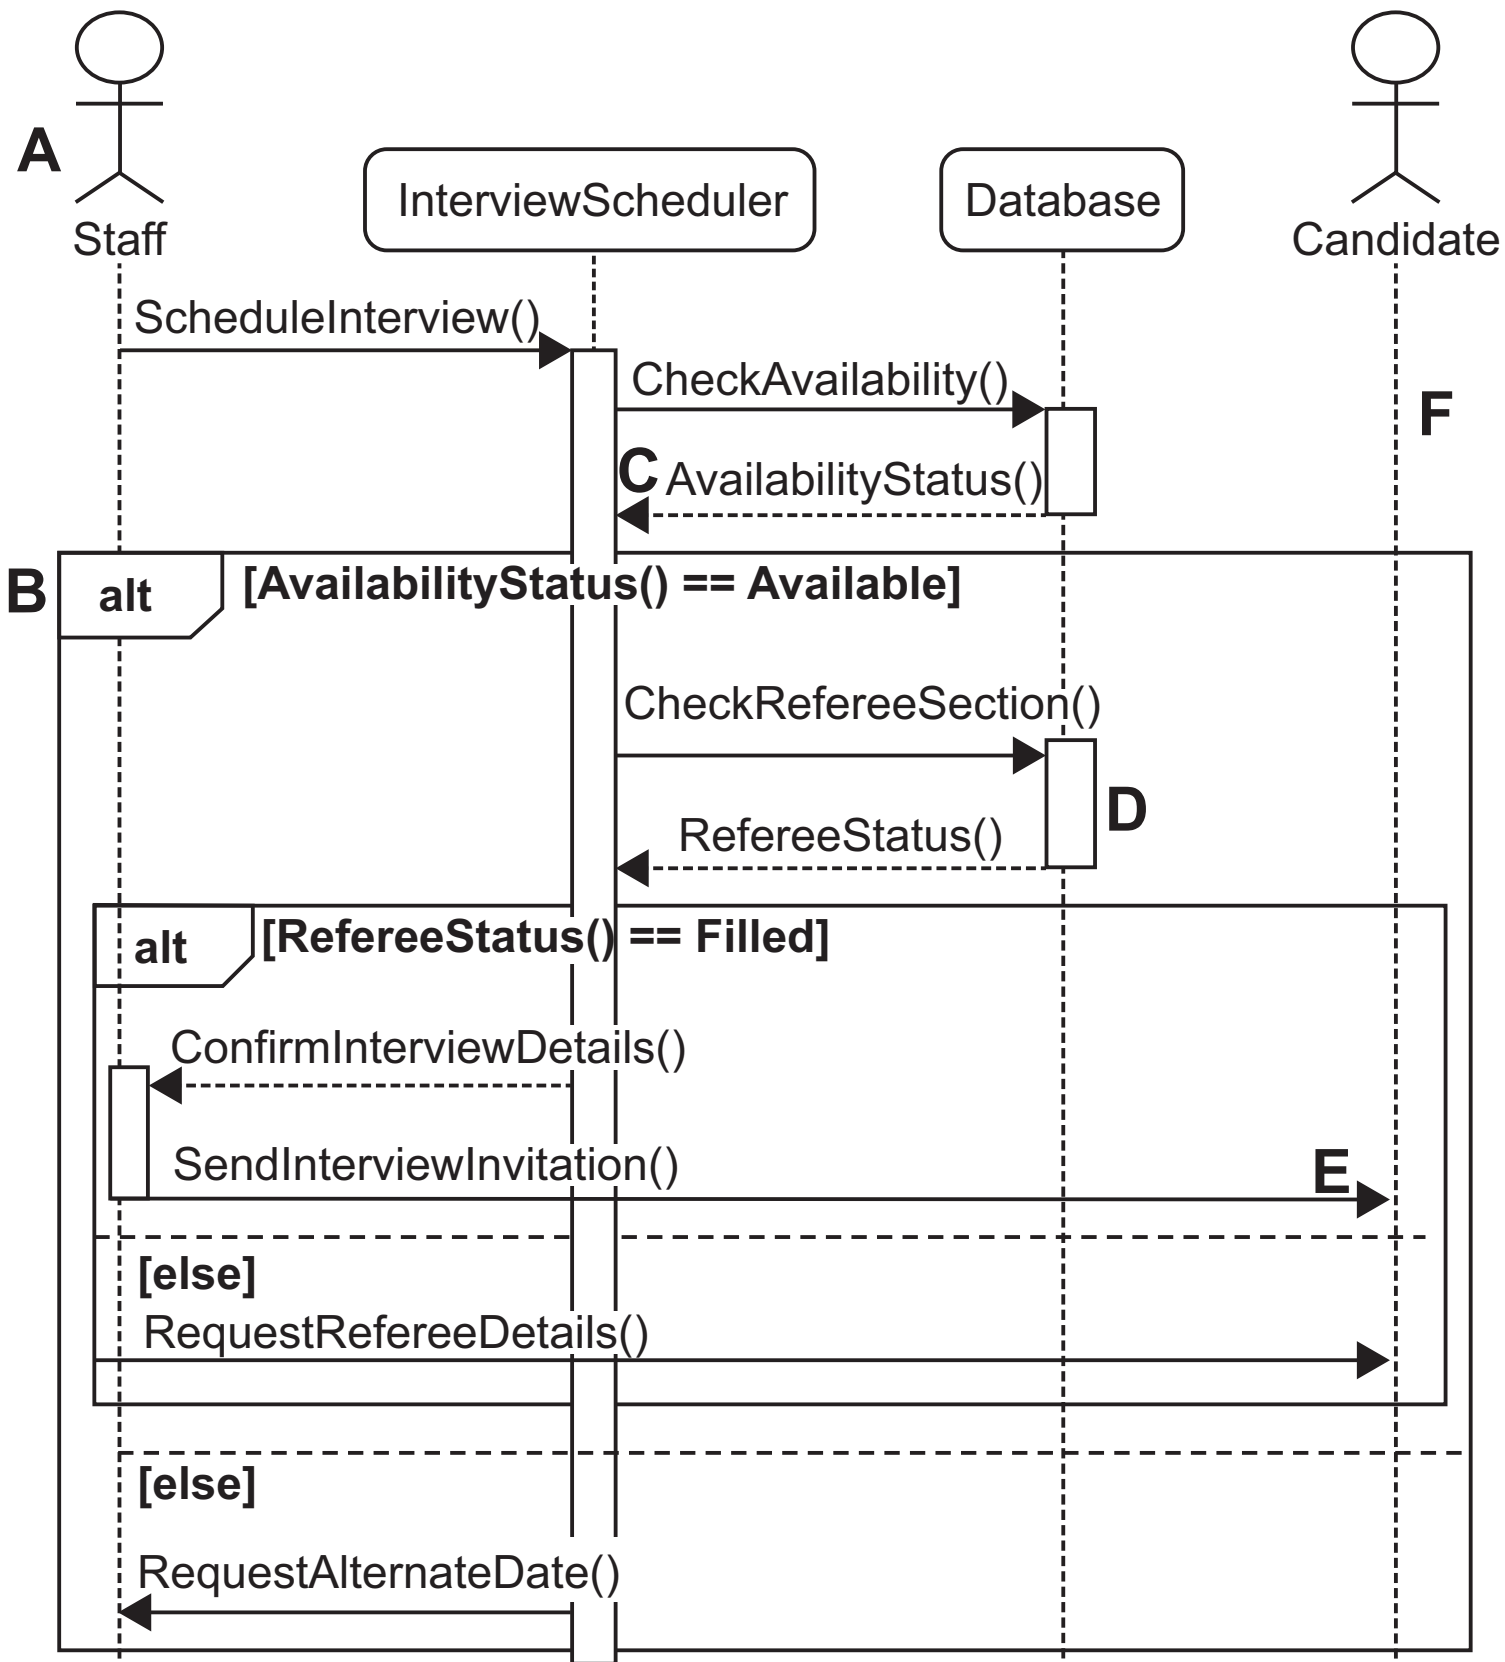 A
Staff
InterviewScheduler
Database
Candidate
ScheduleInterview()
CheckAvailability()
F
C
AvailabilityStatus()
B
alt
[AvailabilityStatus() == Available]
CheckRefereeSection()
D
RefereeStatus()
alt
[RefereeStatus() == Filled]
ConfirmInterviewDetails()
SendInterviewInvitation()
E
[else]
RequestRefereeDetails()
[else]
RequestAlternateDate()